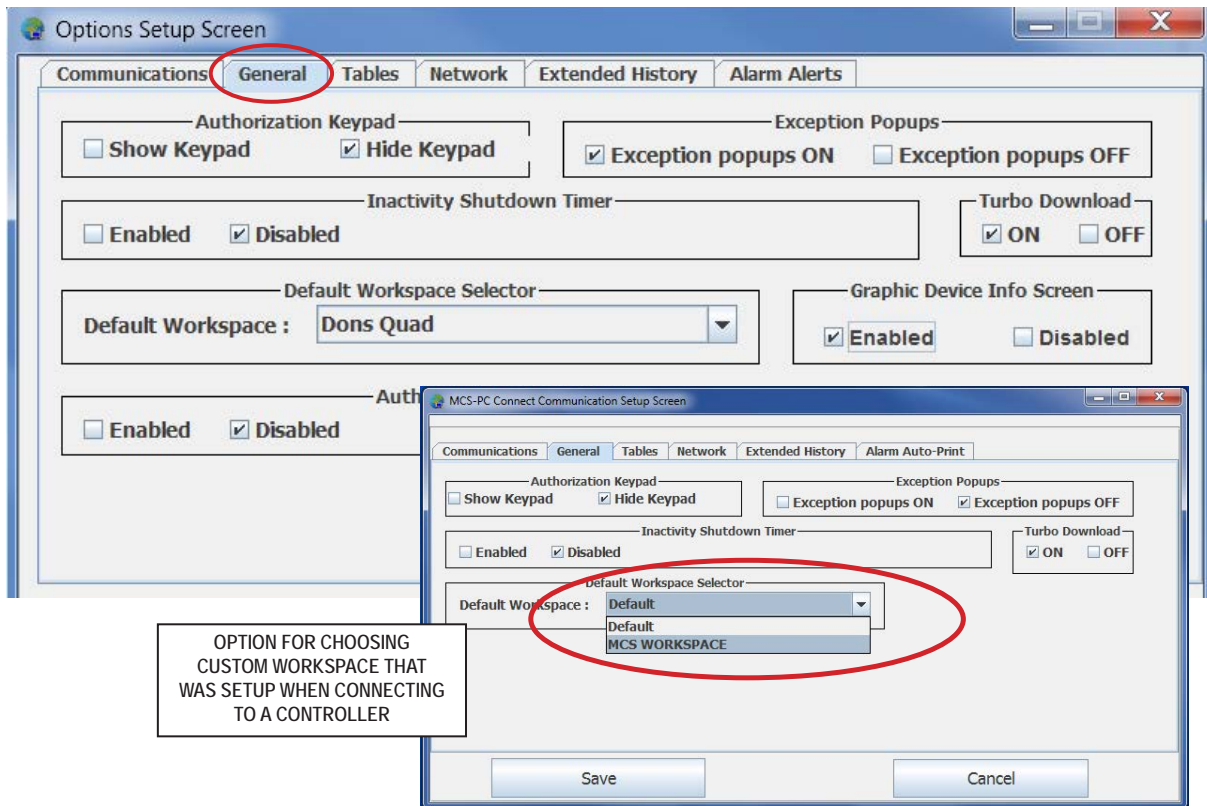 Options Setup Screen
Communications General Tables Network Extended History Alarm Alerts
Authorization Keypad Exception Popups
Show Keypad Hide Keypad Exception popups ON Exception popups OFF
Inactivity Shutdown Timer Turbo Download
Enabled Disabled ON OFF
Default Workspace Selector Graphic Device Info Screen
Default Workspace : Dons Quad Enabled Disabled
Auth
Enabled Disabled
MCS-PC Connect Communication Setup Screen
Communications General Tables Network Extended History Alarm Auto-Print
Authorization Keypad Exception Popups
Show Keypad Hide Keypad Exception popups ON Exception popups OFF
Inactivity Shutdown Timer Turbo Download
Enabled Disabled ON OFF
Default Workspace Selector
Default Workspace : Default
Default
MCS WORKSPACE
Save Cancel
OPTION FOR CHOOSING
CUSTOM WORKSPACE THAT
WAS SETUP WHEN CONNECTING
TO A CONTROLLER